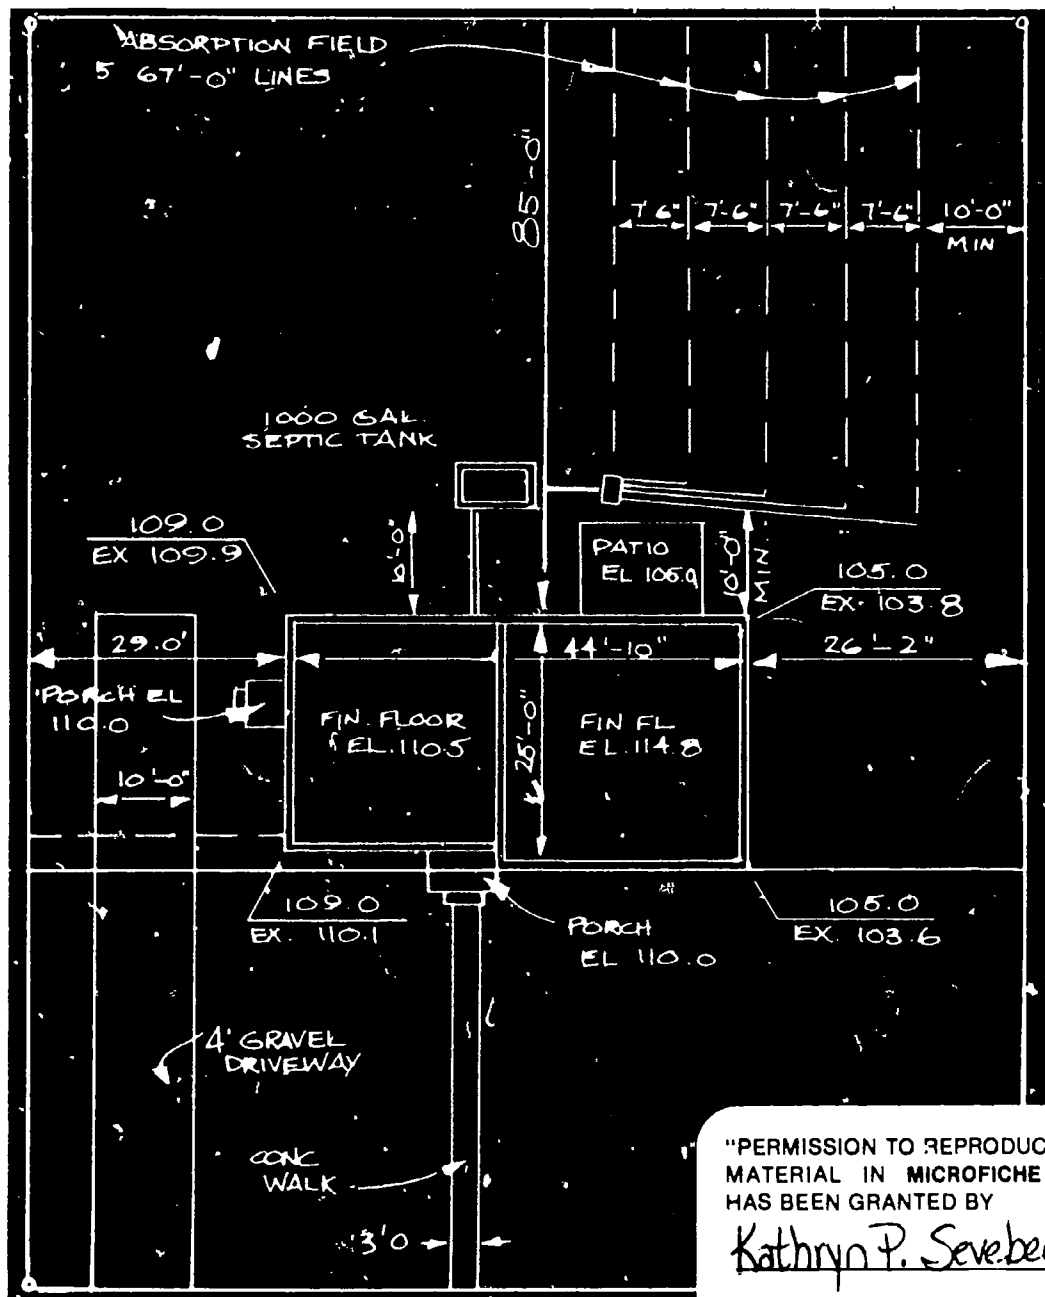 ABSORPTION FIELD
5 67'-0" LINES
85'-0"
7'6" 7'-6" 7'-6" 7'-6" 10'-0"
MIN
1000 GAL.
SEPTIC TANK
109.0
EX 109.9
PATIO
EL 106.9
10'-0"
MIN
105.0
EX. 103.8
29.0'
44'-10"
26'-2"
PORCH EL
110.0
FIN. FLOOR
EL. 110.5
25'-0"
FIN FL
EL. 114.8
10'-0"
109.0
EX. 110.1
PORCH
EL 110.0
105.0
EX. 103.6
4' GRAVEL
DRIVEWAY
CONC
WALK
3'0
"PERMISSION TO REPRODUC
MATERIAL IN MICROFICHE
HAS BEEN GRANTED BY
Kathryn P.